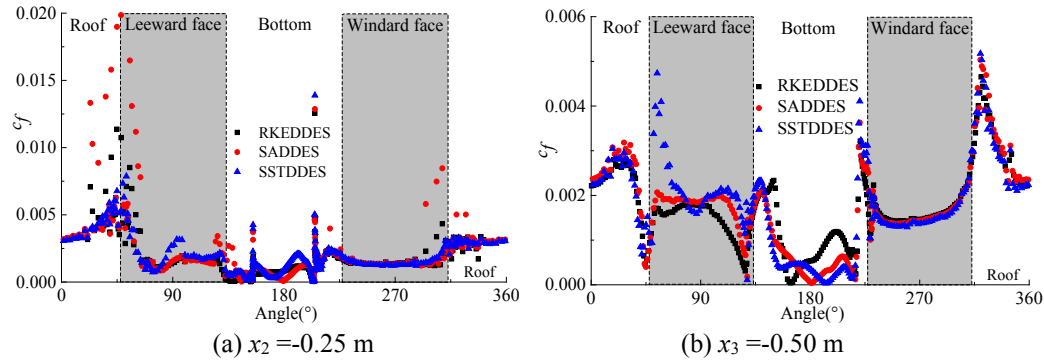 Roof
Leeward face
Bottom
Windard face
0.020
0.015
0.010
0.005
0.000
c_f
RKEDDES
SADDES
SSTDDES
Roof
0
90
180
270
360
Angle(°)
(a) x2 =-0.25 m
Roof
Leeward face
Bottom
Windard face
0.006
0.004
0.002
0.000
c_f
RKEDDES
SADDES
SSTDDES
Roof
0
90
180
270
360
Angle(°)
(b) x3 =-0.50 m